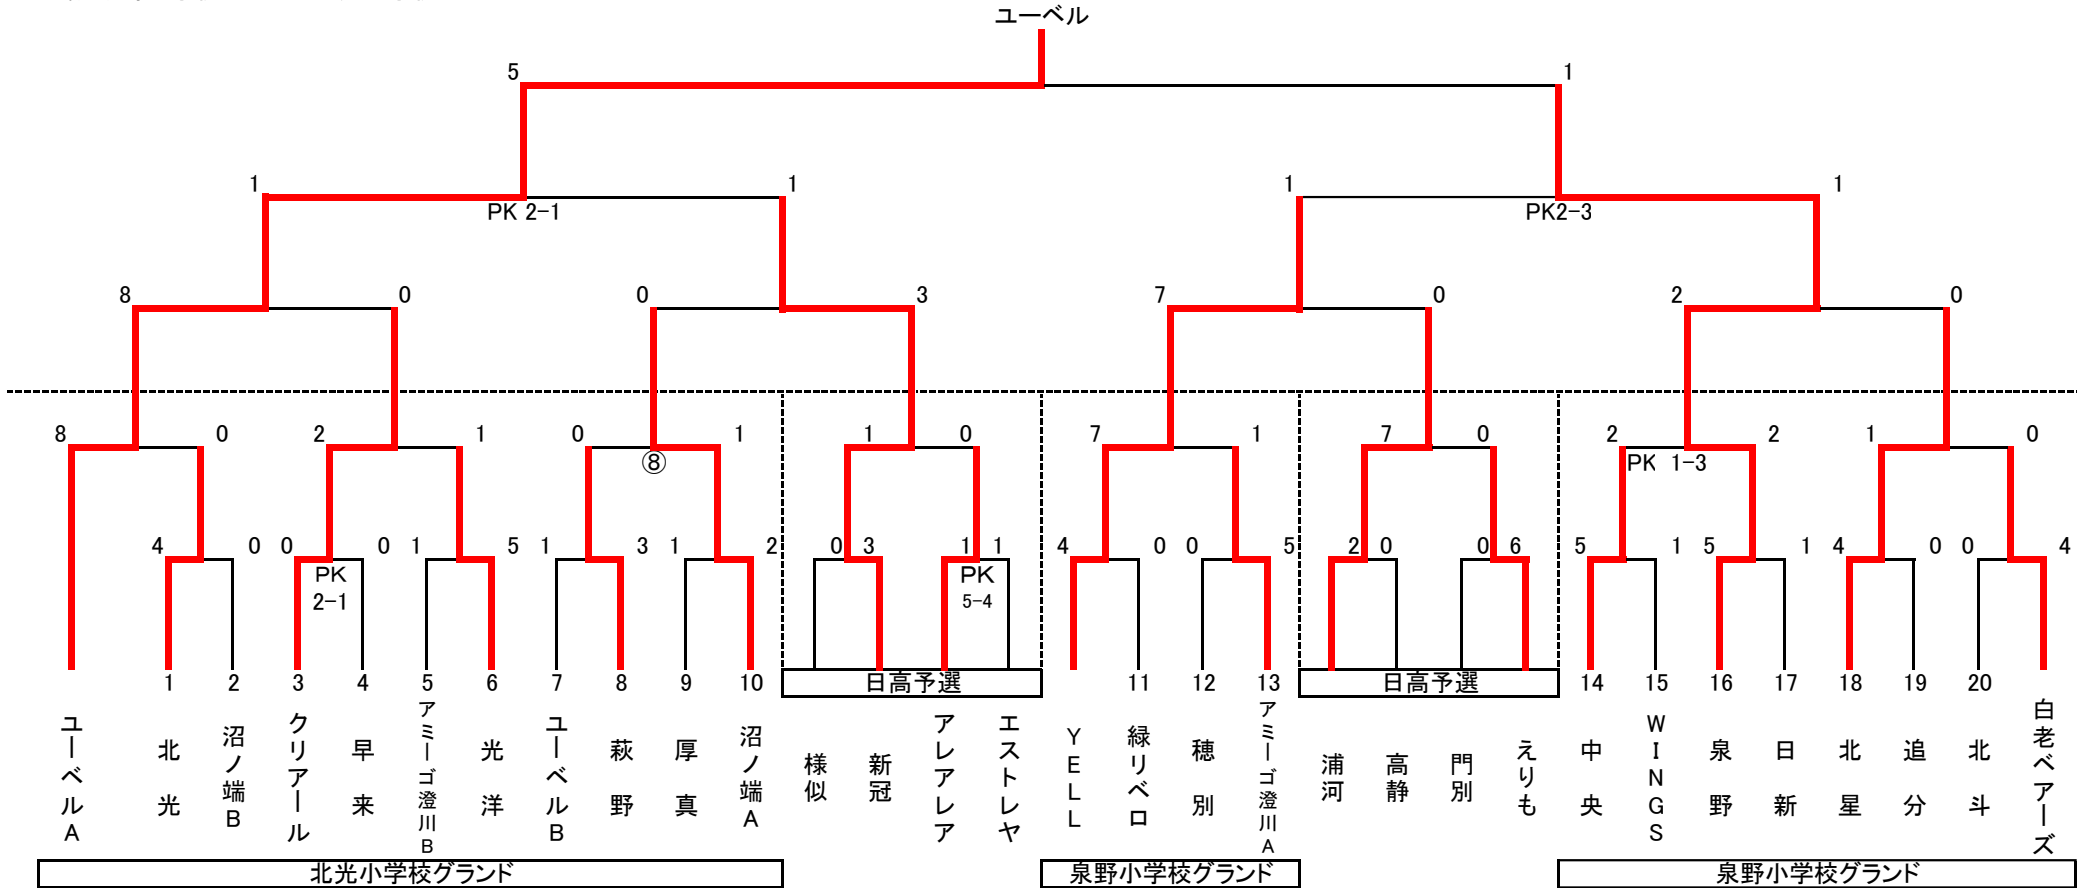 ユーベル
5 1
1 1 1 1
PK 2-1 PK2-3
8 0 0 3 7 0 2 0
8 0 2 1 0 1 1 0 7 1 7 0 2 2 1 0
⑧ PK 1-3
4 0 0 0 1 5 1 3 1 2 0 3 1 1 4 0 0 5 2 0 0 6 5 1 5 1 4 0 0 4
PK PK
2-1 5-4
1 2 3 4 5 6 7 8 9 10 日高予選 11 12 13 日高予選 14 15 16 17 18 19 20
ユーベルA
北光
沼ノ端B
クリアール
早来
アミーゴ澄川B
光洋
ユーベルB
萩野
厚真
沼ノ端A
様似
新冠
アレアレア
エストレヤ
YELL
緑リベロ
穂別
アミーゴ澄川A
浦河
高静
門別
えりも
中央
WINGS
泉野
日新
北星
追分
北斗
白老ベアーズ
北光小学校グランド 泉野小学校グランド 泉野小学校グランド